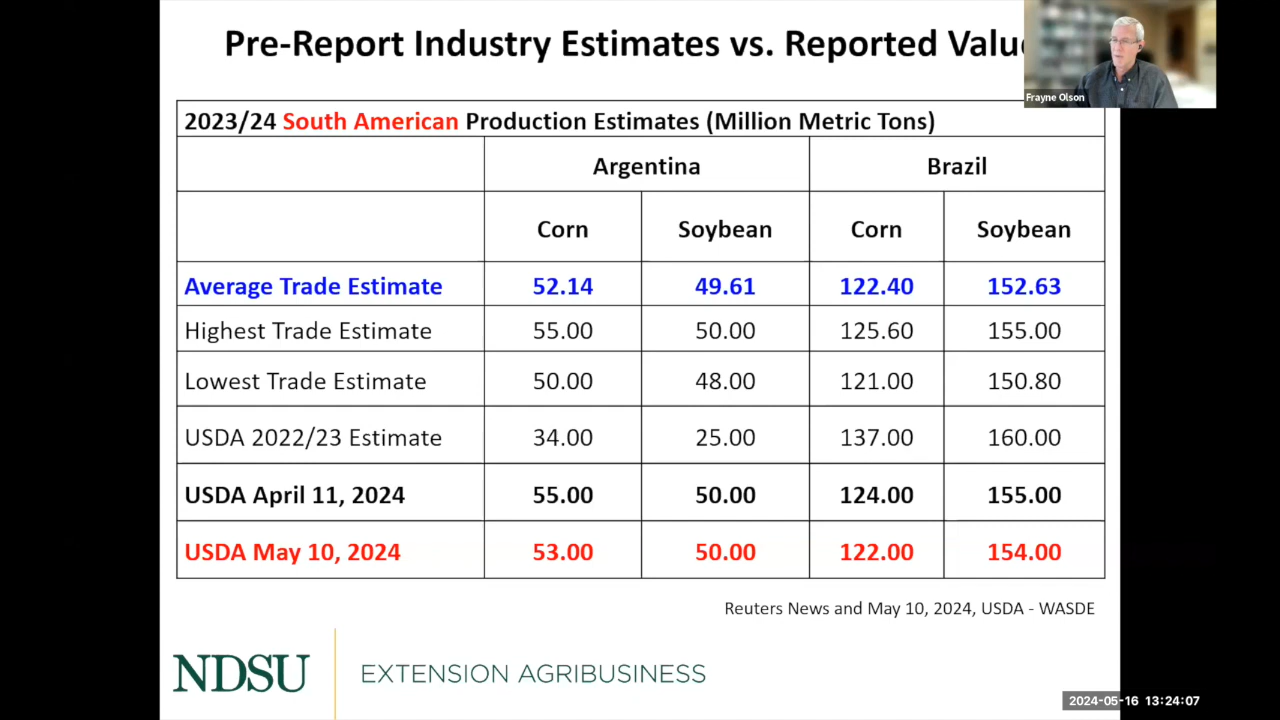 Pre-Report Industry Estimates vs. Reported
Frayne Olson
2023/24 South American Production Estimates (Million Metric Tons)
Argentina Brazil
Corn Soybean Corn Soybean
Average Trade Estimate 52.14 49.61 122.40 152.63
Highest Trade Estimate 55.00 50.00 125.60 155.00
Lowest Trade Estimate 50.00 48.00 121.00 150.80
USDA 2022/23 Estimate 34.00 25.00 137.00 160.00
USDA April 11, 2024 55.00 50.00 124.00 155.00
USDA May 10, 2024 53.00 50.00 122.00 154.00
Reuters News and May 10, 2024, USDA - WASDE
NDSU EXTENSION AGRIBUSINESS
2024-05-16 13:24:07